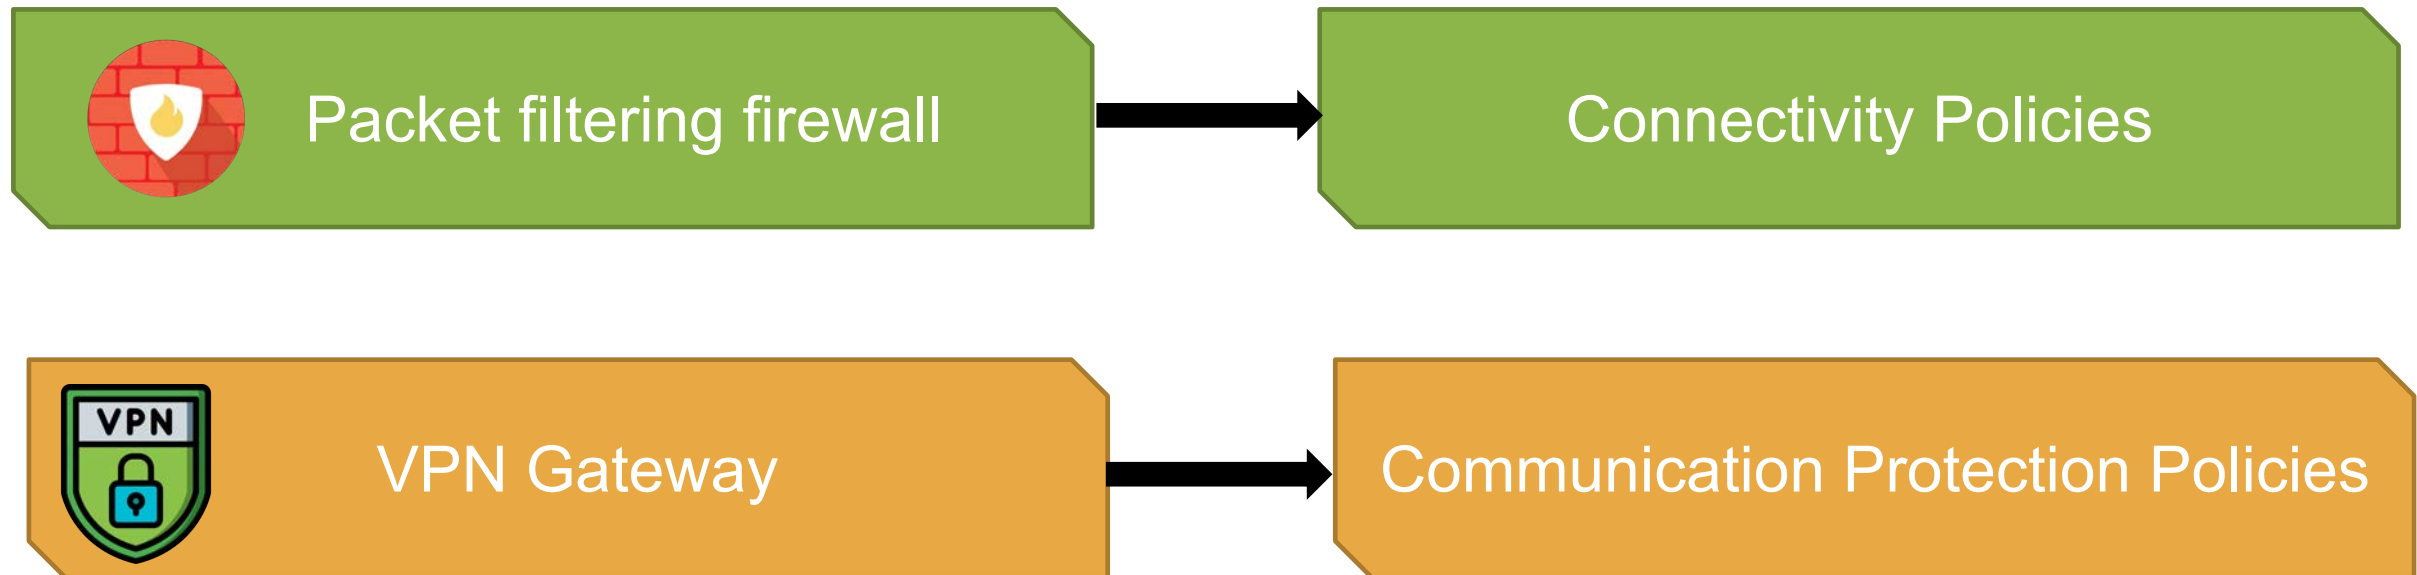 Packet filtering firewall
Connectivity Policies
VPN
VPN Gateway
Communication Protection Policies